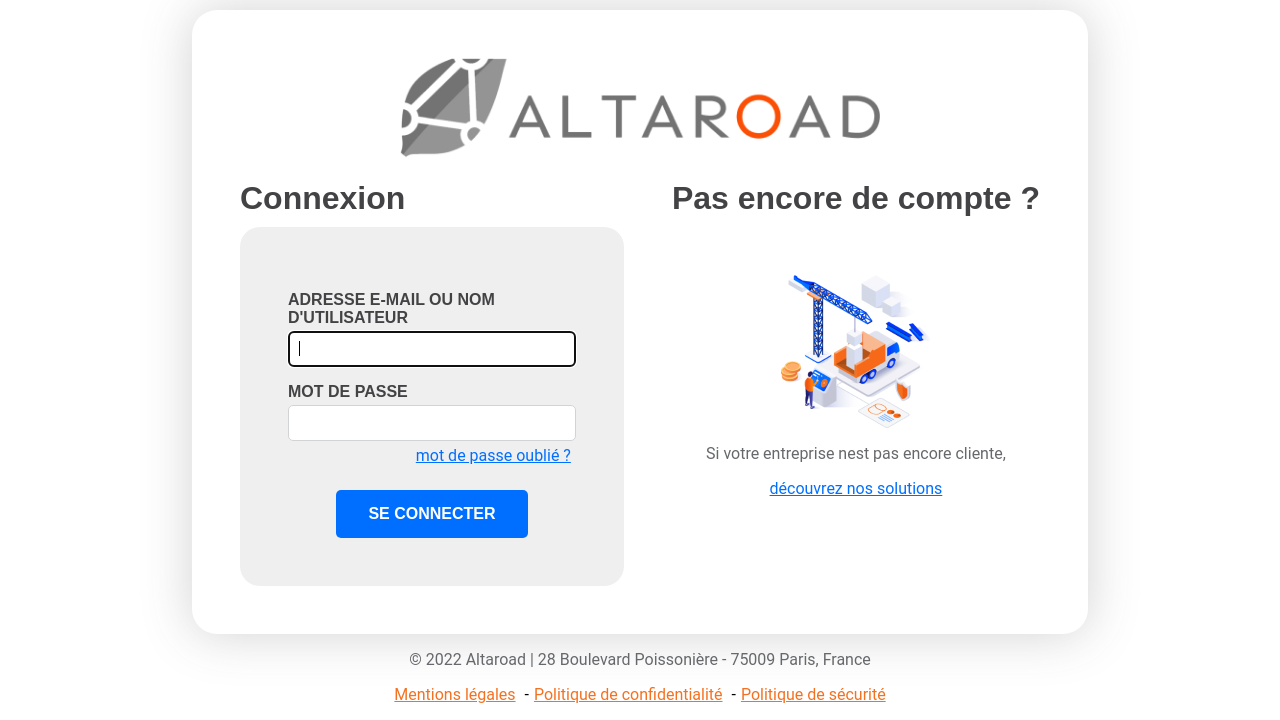 ALTAROAD
Connexion
ADRESSE E-MAIL OU NOM
D'UTILISATEUR
MOT DE PASSE
mot de passe oublié ?
SE CONNECTER
Pas encore de compte ?
Si votre entreprise nest pas encore cliente,
découvrez nos solutions
© 2022 Altaroad | 28 Boulevard Poissonière - 75009 Paris, France
Mentions légales - Politique de confidentialité - Politique de sécurité